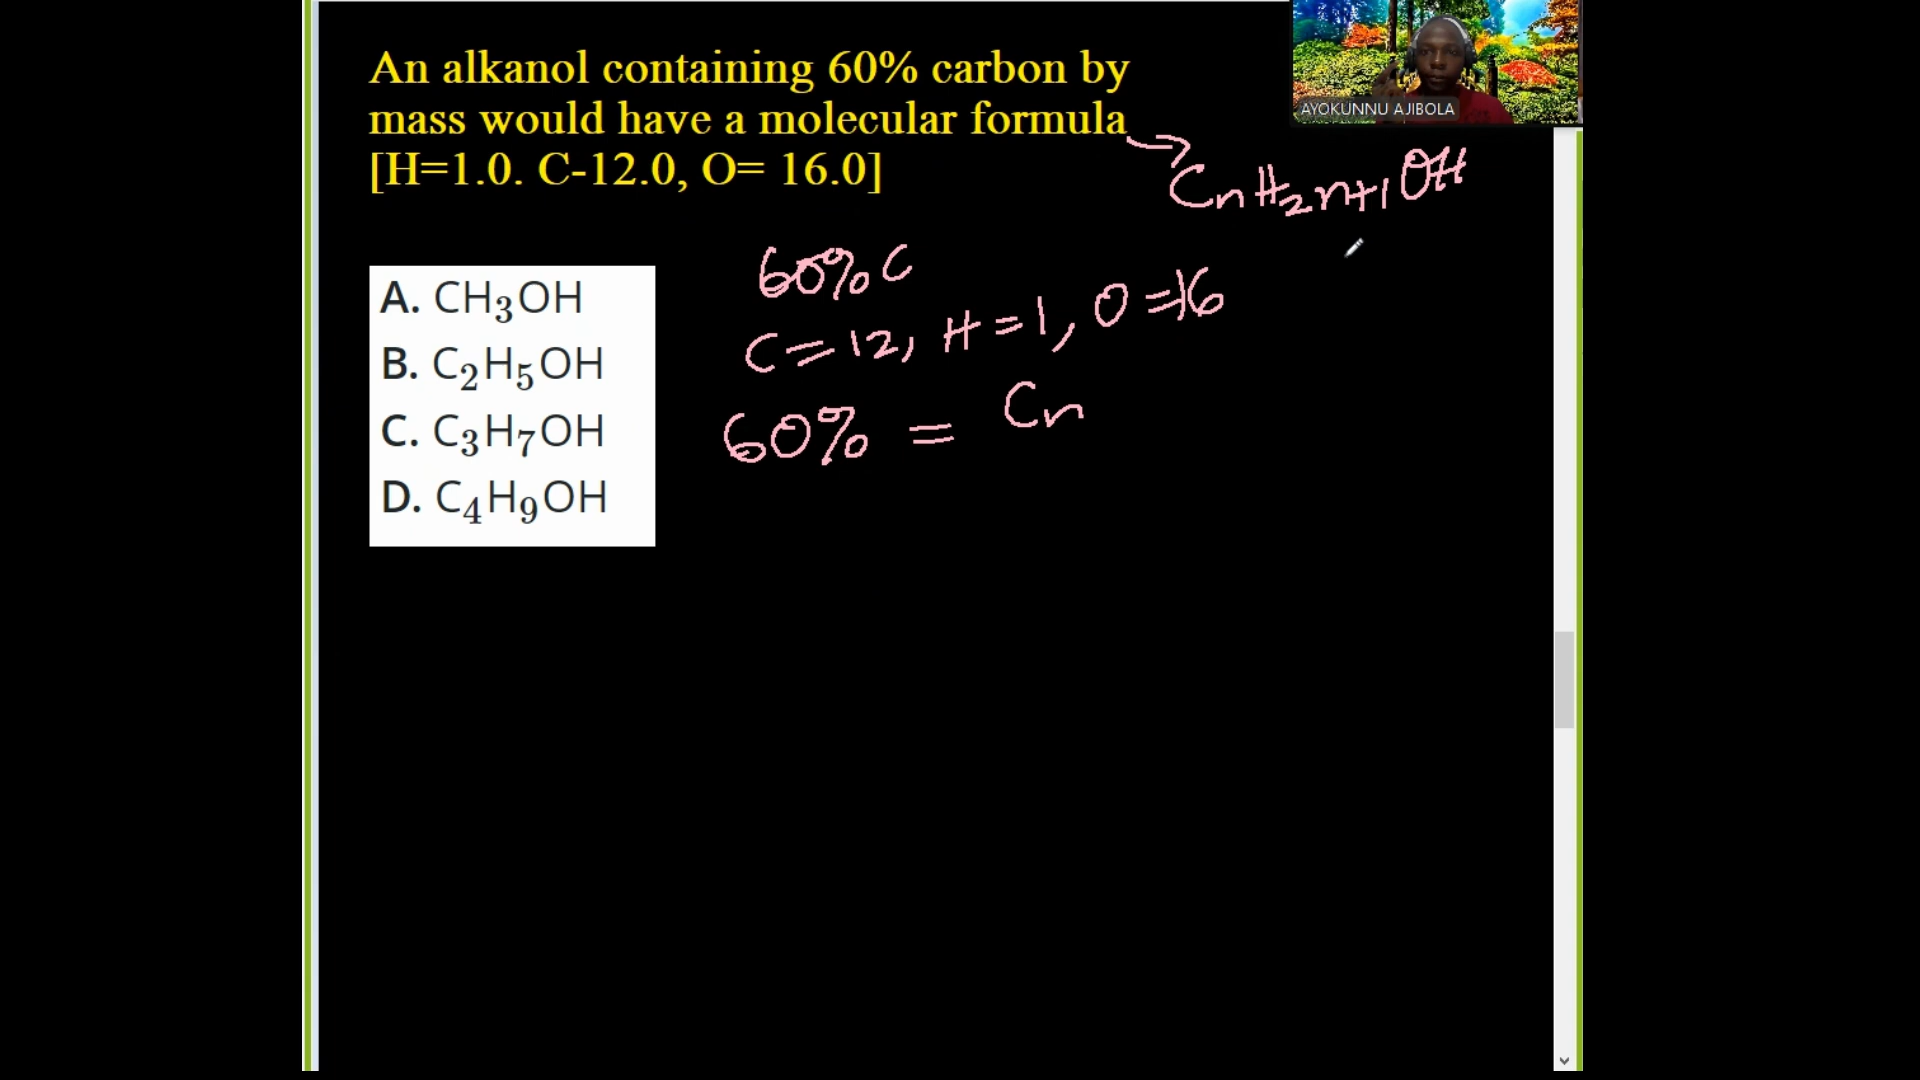 An alkanol containing 60% carbon by
mass would have a molecular formula
[H=1.0. C-12.0, O= 16.0]
AYOKUNNU AJIBOLA
CnH2n+1OH
60% C
C = 12, H = 1, O = 16
60% = Cn
A. CH₃OH
B. C₂H₅OH
C. C₃H₇OH
D. C₄H₉OH